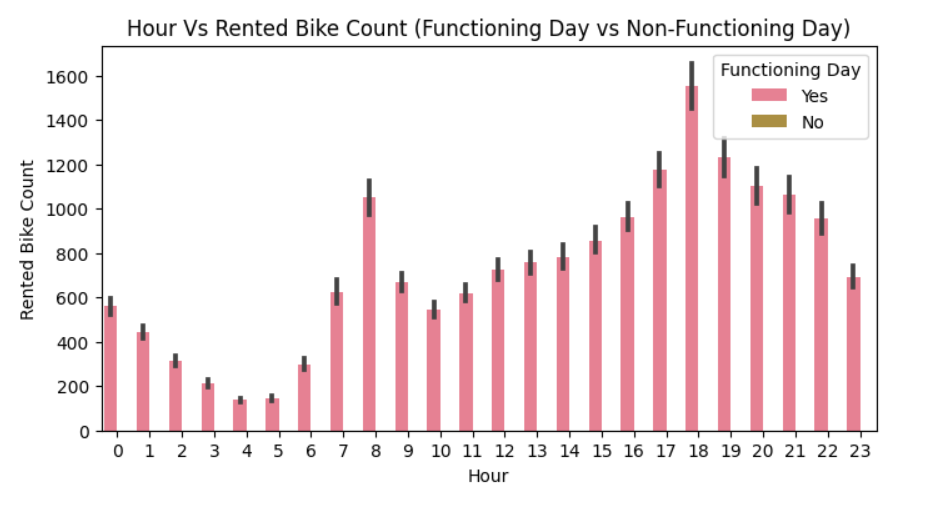 Hour Vs Rented Bike Count (Functioning Day vs Non-Functioning Day)
Functioning Day
Yes
No
Rented Bike Count
1600
1400
1200
1000
800
600
400
200
0
0 1 2 3 4 5 6 7 8 9 10 11 12 13 14 15 16 17 18 19 20 21 22 23
Hour